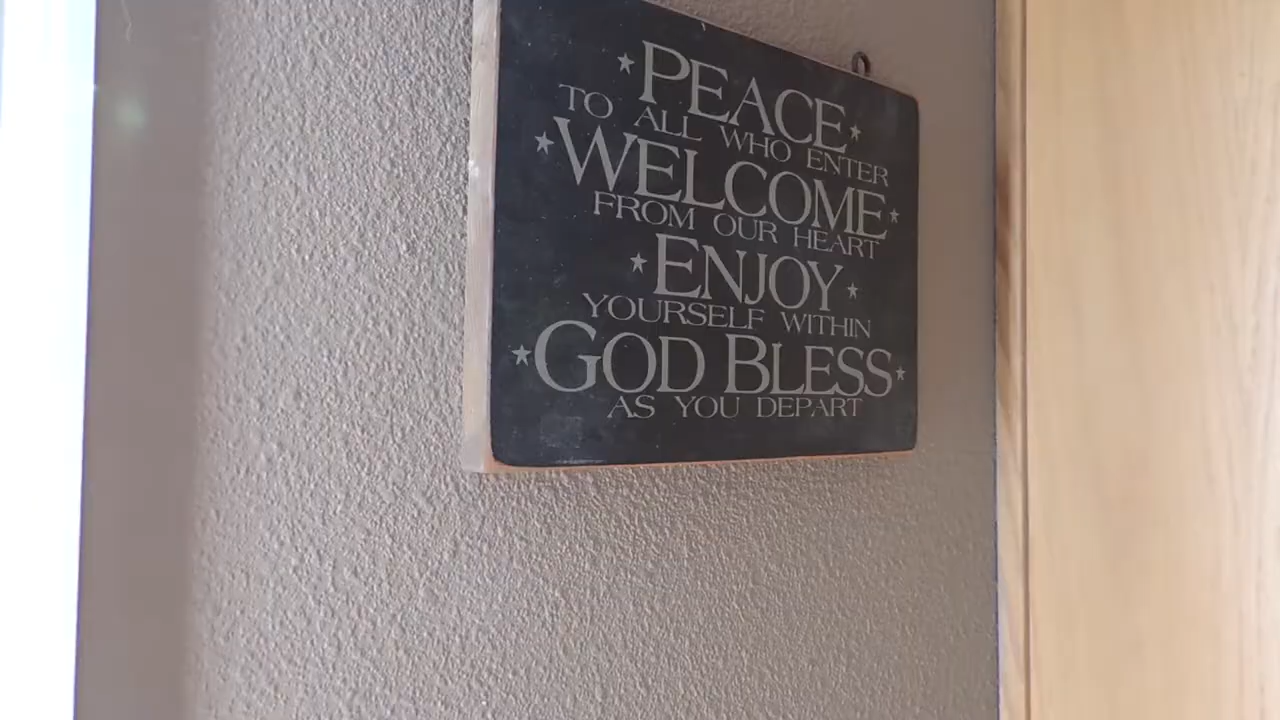 PEACE
TO ALL WHO ENTER
WELCOME
FROM OUR HEART
ENJOY
YOURSELF WITHIN
GOD BLESS
AS YOU DEPART